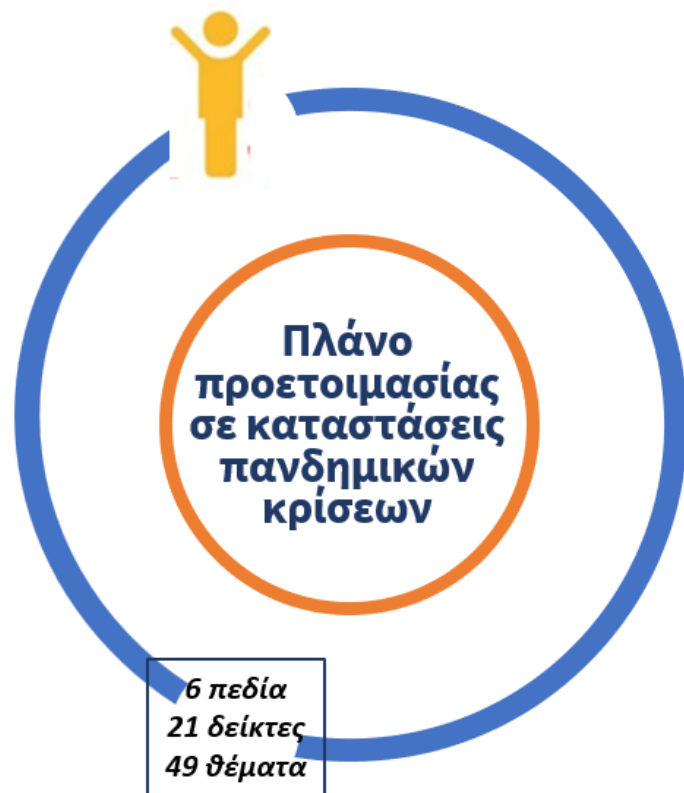 Πλάνο
προετοιμασίας
σε καταστάσεις
πανδημικών
κρίσεων
6 πεδία
21 δείκτες
49 θέματα